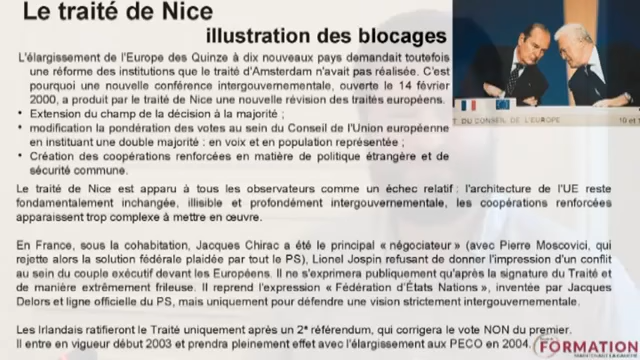 Le traité de Nice
illustration des blocages
L'élargissement de l'Europe des Quinze à dix nouveaux pays demandait toutefois
une réforme des institutions que le traité d'Amsterdam n'avait pas réalisée. C'est
pourquoi une nouvelle conférence intergouvernementale, ouverte le 14 février
2000, a produit par le traité de Nice une nouvelle révision des traités européens.
• Extension du champ de la décision à la majorité ;
• modification la pondération des votes au sein du Conseil de l'Union européenne
en instituant une double majorité : en voix et en population représentée ;
• Création des coopérations renforcées en matière de politique étrangère et de
sécurité commune.
T DU CONSEIL DE L'EUROPE 10 et
Le traité de Nice est apparu à tous les observateurs comme un échec relatif : l'architecture de l'UE reste
fondamentalement inchangée, illisible et profondément intergouvernementale, les coopérations renforcées
apparaissent trop complexe à mettre en œuvre.
En France, sous la cohabitation, Jacques Chirac a été le principal « négociateur » (avec Pierre Moscovici, qui
rejette alors la solution fédérale plaidée par tout le PS), Lionel Jospin refusant de donner l'impression d'un conflit
au sein du couple exécutif devant les Européens. Il ne s'exprimera publiquement qu'après la signature du Traité et
de manière extrêmement frileuse. Il reprend l'expression « Fédération d'États Nations », inventée par Jacques
Delors et ligne officielle du PS, mais uniquement pour défendre une vision strictement intergouvernementale.
Les Irlandais ratifieront le Traité uniquement après un 2e référendum, qui corrigera le vote NON du premier.
Il entre en vigueur début 2003 et prendra pleinement effet avec l'élargissement aux PECO en 2004.
FORMATION